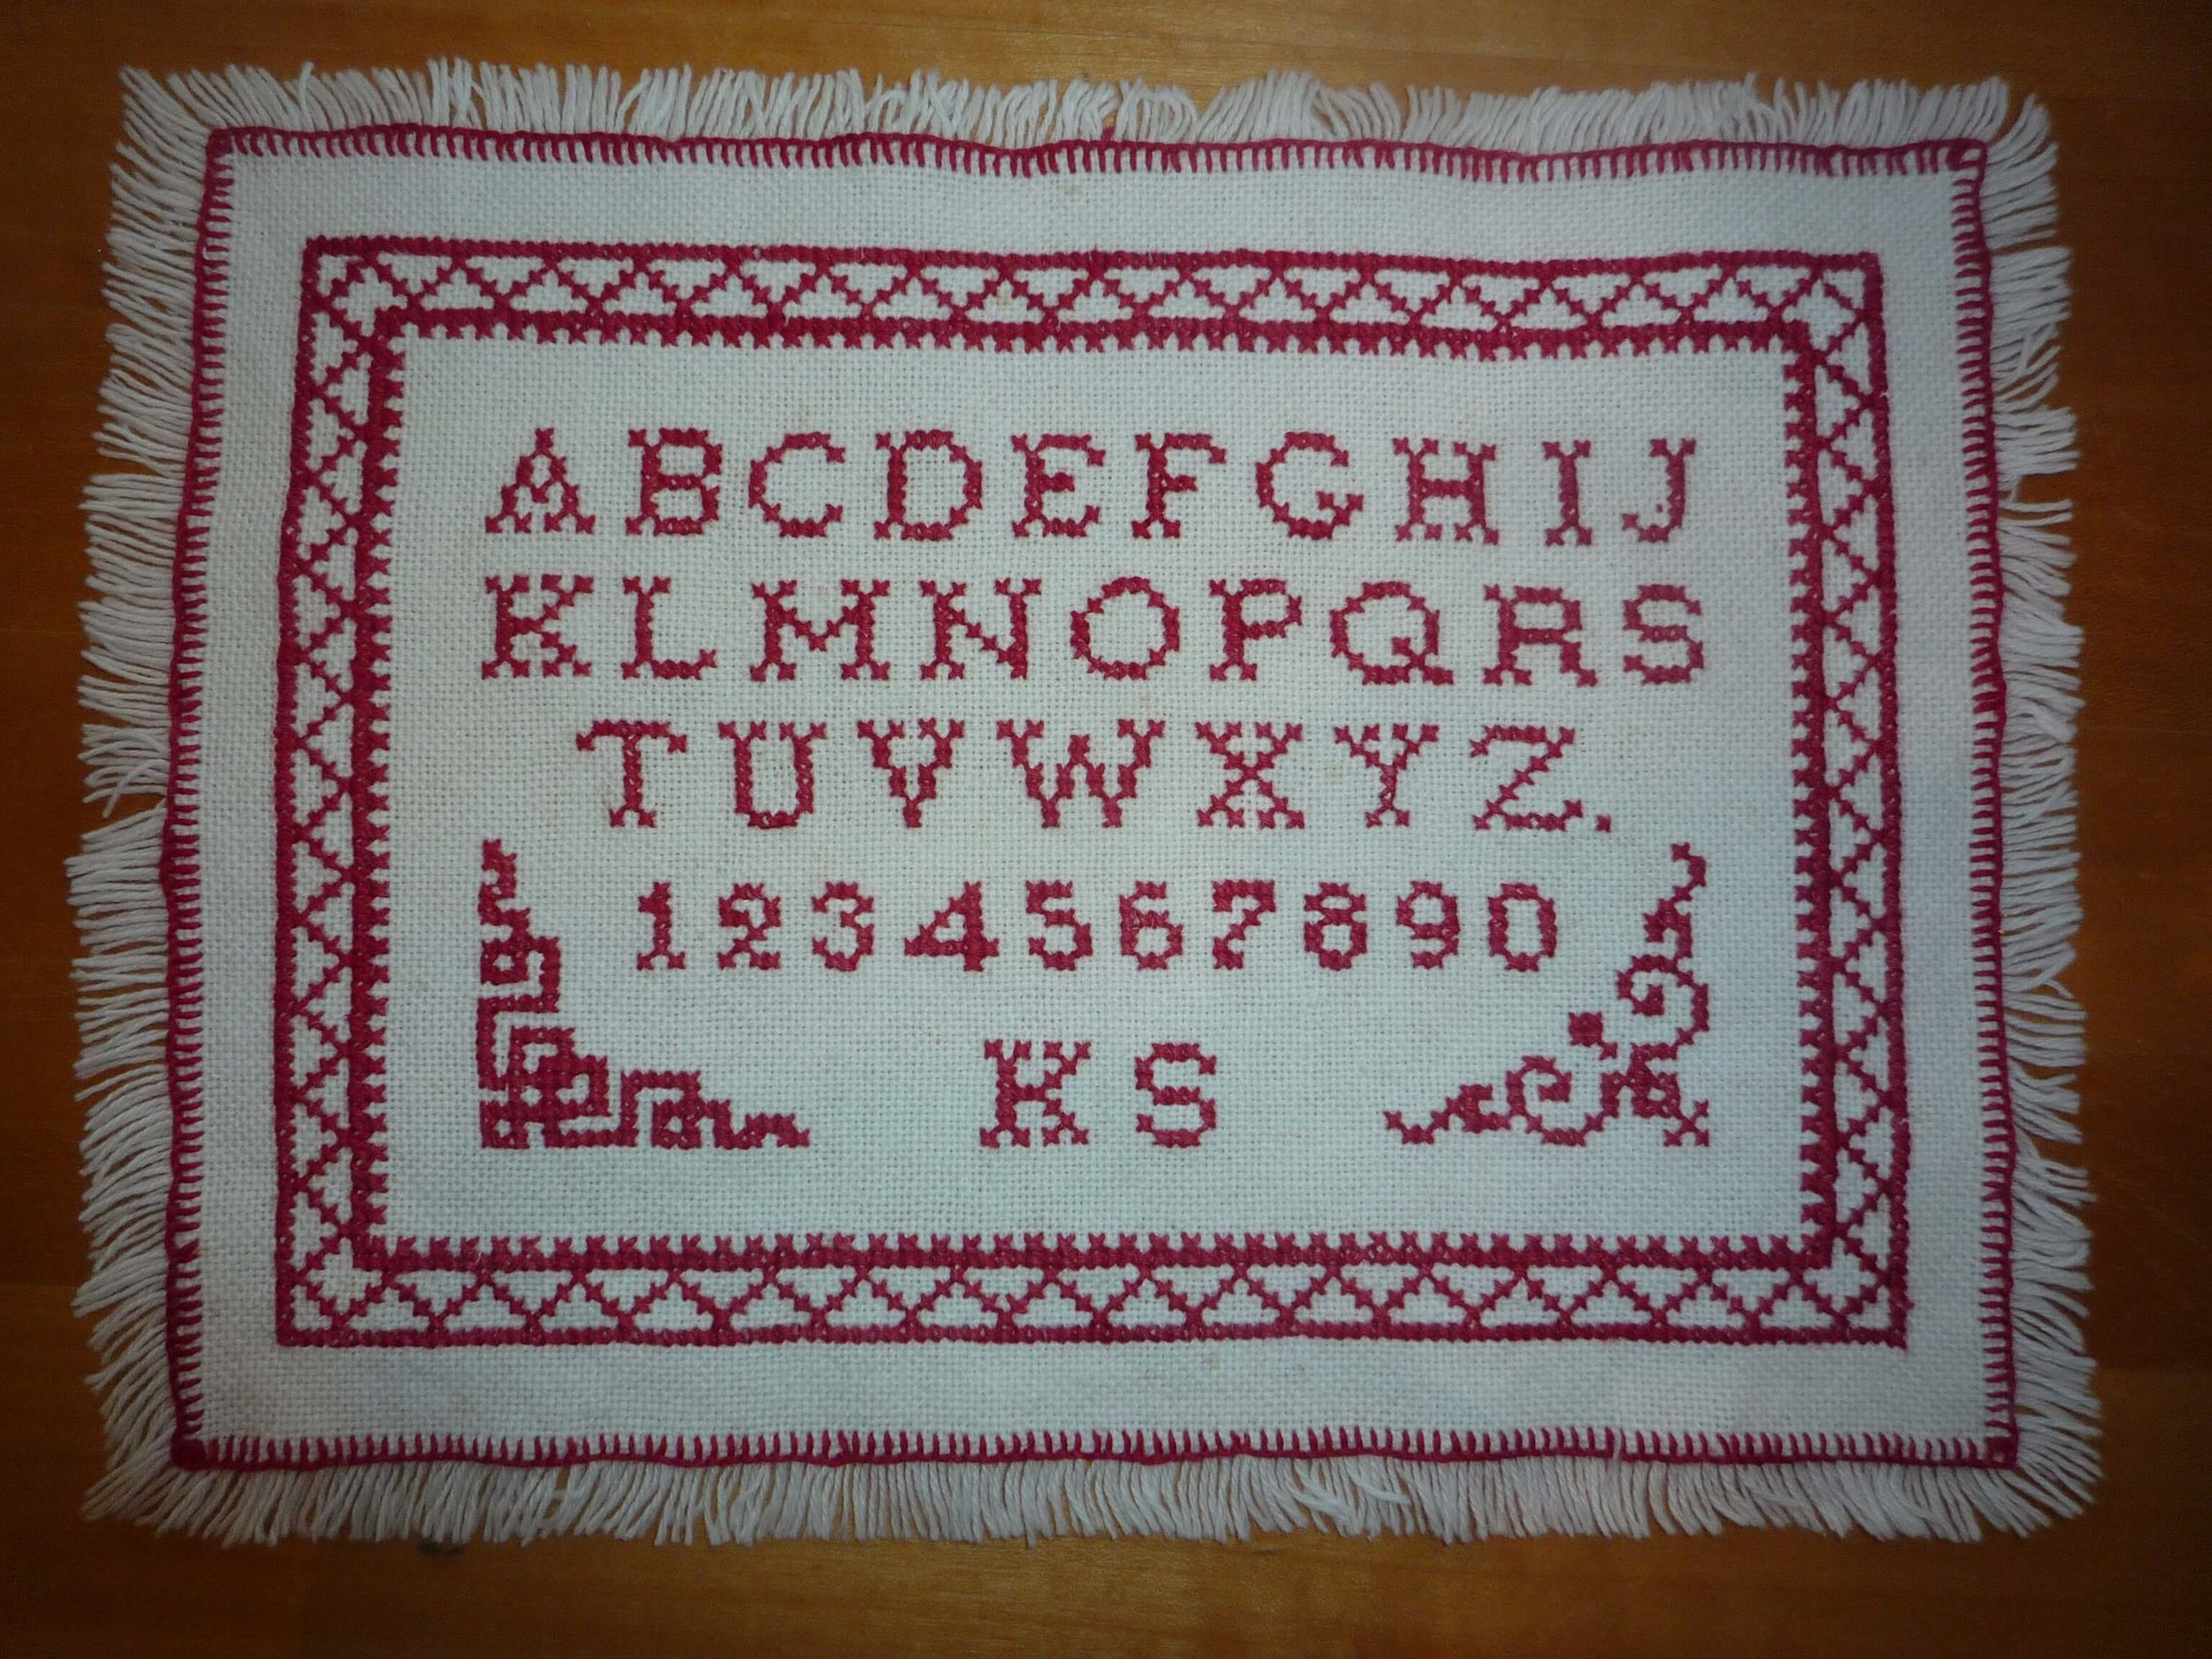 ABCDEFGHIJ
KLMNOPQRS
TUVWXYZ.
1234567890
KS